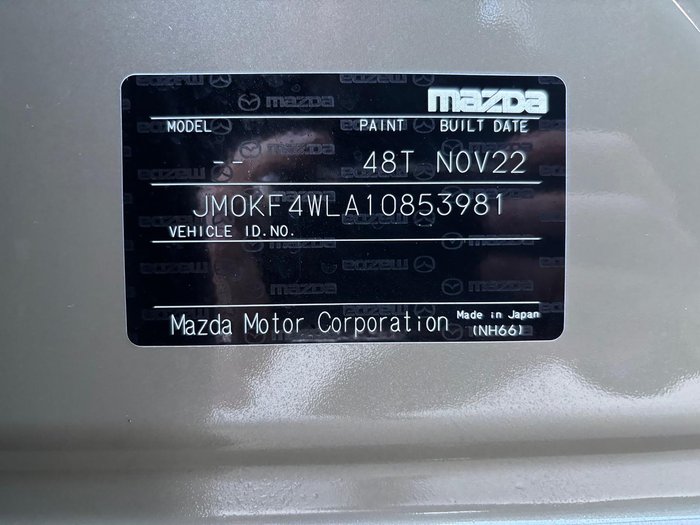 mazda
MODEL PAINT BUILT DATE
-- 48T NOV22
JM0KF4WLA10853981
VEHICLE ID.NO.
Mazda Motor Corporation Made in Japan
(NH66)